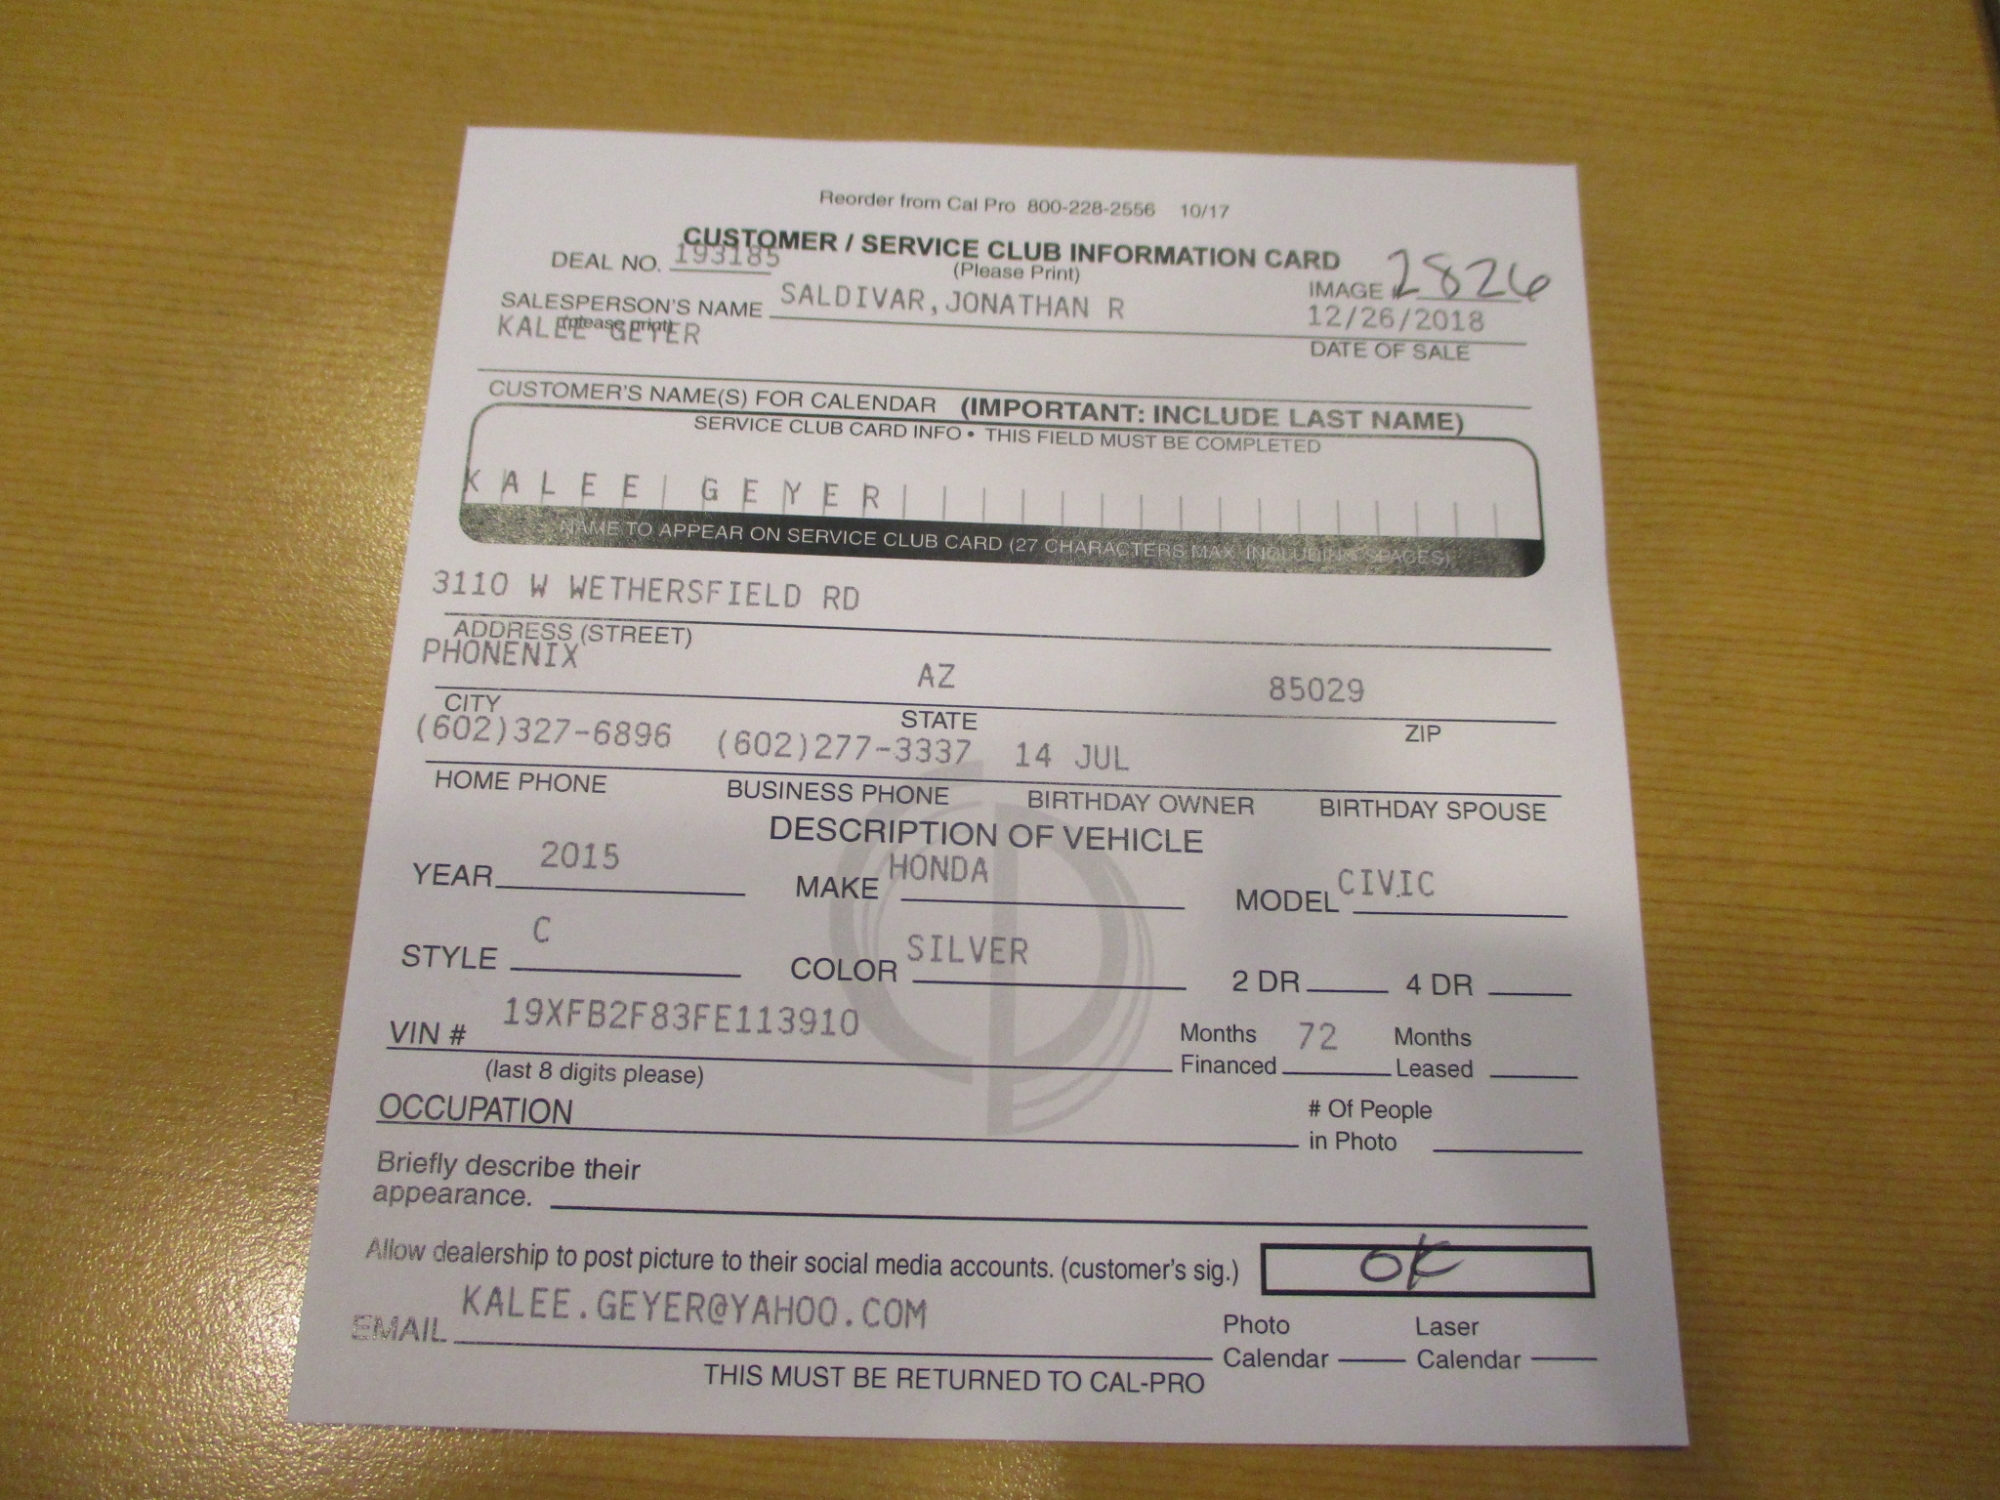 Reorder from Cal Pro 800-228-2556 10/17
CUSTOMER / SERVICE CLUB INFORMATION CARD
(Please Print)
DEAL NO. 193185
IMAGE # 2826
SALESPERSON'S NAME SALDIVAR,JONATHAN R
(please print)
12/26/2018
DATE OF SALE
KALEE GEYER
CUSTOMER'S NAME(S) FOR CALENDAR (IMPORTANT: INCLUDE LAST NAME)
SERVICE CLUB CARD INFO • THIS FIELD MUST BE COMPLETED
KALEE GEYER
NAME TO APPEAR ON SERVICE CLUB CARD (27 CHARACTERS MAX. INCLUDING SPACES)
3110 W WETHERSFIELD RD
ADDRESS (STREET)
PHONENIX AZ 85029
CITY STATE ZIP
(602)327-6896 (602)277-3337 14 JUL
HOME PHONE BUSINESS PHONE BIRTHDAY OWNER BIRTHDAY SPOUSE
DESCRIPTION OF VEHICLE
YEAR 2015 MAKE HONDA MODEL CIVIC
STYLE C COLOR SILVER 2 DR 4 DR
VIN # 19XFB2F83FE113910
(last 8 digits please)
Months Financed 72 Months Leased
OCCUPATION
# Of People in Photo
Briefly describe their
appearance.
Allow dealership to post picture to their social media accounts. (customer's sig.) OK
EMAIL KALEE.GEYER@YAHOO.COM
Photo Calendar Laser Calendar
THIS MUST BE RETURNED TO CAL-PRO